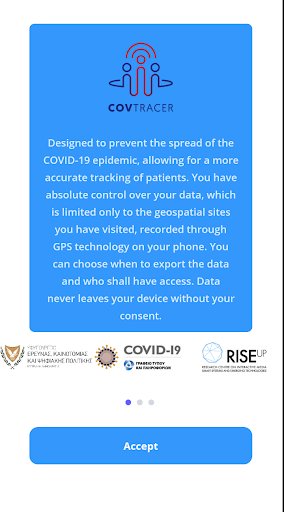 COVTRACER
Designed to prevent the spread of the
COVID-19 epidemic, allowing for a more
accurate tracking of patients. You have
absolute control over your data, which
is limited only to the geospatial sites
you have visited, recorded through
GPS technology on your phone. You
can choose when to export the data
and who shall have access. Data
never leaves your device without your
consent.
ΥΦΥΠΟΥΡΓΕΙΟ
ΕΡΕΥΝΑΣ, ΚΑΙΝΟΤΟΜΙΑΣ
ΚΑΙ ΨΗΦΙΑΚΗΣ ΠΟΛΙΤΙΚΗΣ
COVID-19
ΓΡΑΦΕΙΟ ΤΥΠΟΥ
ΚΑΙ ΠΛΗΡΟΦΟΡΙΩΝ
RISE UP
RESEARCH CENTRE ON INTERACTIVE MEDIA
SMART SYSTEMS AND EMERGING TECHNOLOGIES
Accept